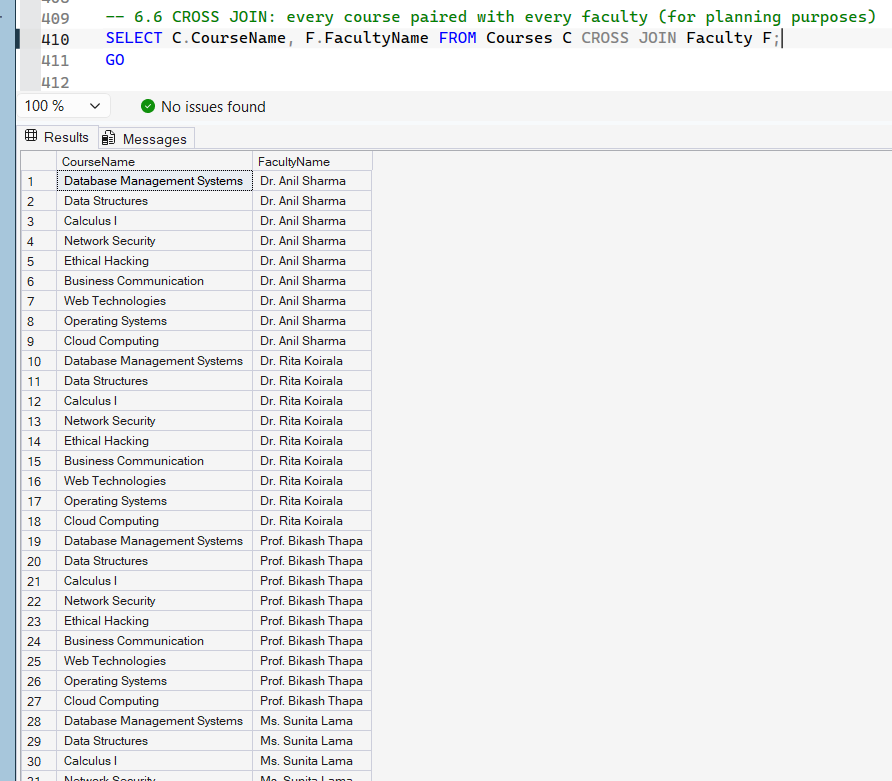 409 -- 6.6 CROSS JOIN: every course paired with every faculty (for planning purposes)
410 SELECT C.CourseName, F.FacultyName FROM Courses C CROSS JOIN Faculty F;
411 GO
412
100 % No issues found
Results Messages
CourseName FacultyName
1 Database Management Systems Dr. Anil Sharma
2 Data Structures Dr. Anil Sharma
3 Calculus I Dr. Anil Sharma
4 Network Security Dr. Anil Sharma
5 Ethical Hacking Dr. Anil Sharma
6 Business Communication Dr. Anil Sharma
7 Web Technologies Dr. Anil Sharma
8 Operating Systems Dr. Anil Sharma
9 Cloud Computing Dr. Anil Sharma
10 Database Management Systems Dr. Rita Koirala
11 Data Structures Dr. Rita Koirala
12 Calculus I Dr. Rita Koirala
13 Network Security Dr. Rita Koirala
14 Ethical Hacking Dr. Rita Koirala
15 Business Communication Dr. Rita Koirala
16 Web Technologies Dr. Rita Koirala
17 Operating Systems Dr. Rita Koirala
18 Cloud Computing Dr. Rita Koirala
19 Database Management Systems Prof. Bikash Thapa
20 Data Structures Prof. Bikash Thapa
21 Calculus I Prof. Bikash Thapa
22 Network Security Prof. Bikash Thapa
23 Ethical Hacking Prof. Bikash Thapa
24 Business Communication Prof. Bikash Thapa
25 Web Technologies Prof. Bikash Thapa
26 Operating Systems Prof. Bikash Thapa
27 Cloud Computing Prof. Bikash Thapa
28 Database Management Systems Ms. Sunita Lama
29 Data Structures Ms. Sunita Lama
30 Calculus I Ms. Sunita Lama